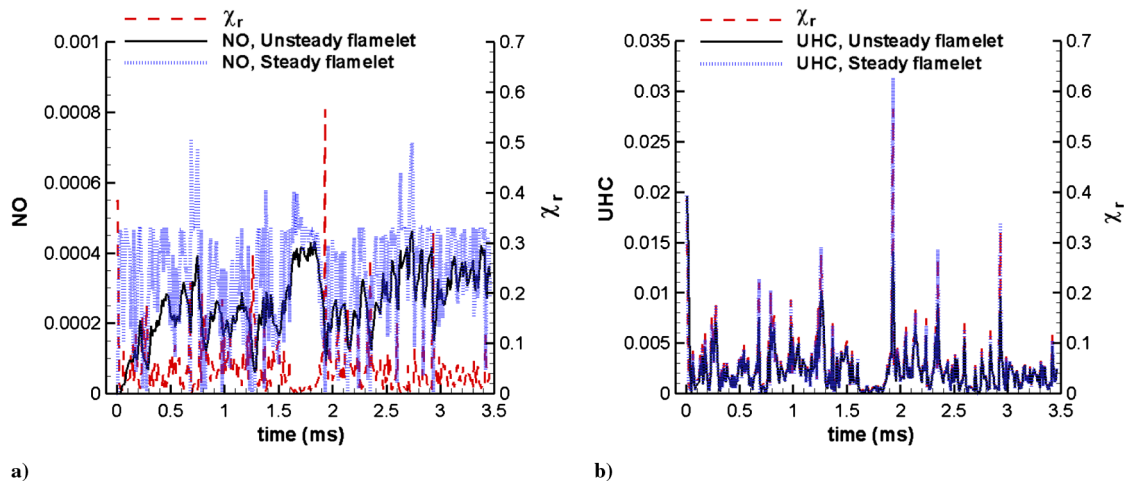 χr
NO, Unsteady flamelet
NO, Steady flamelet
0.001
0.0008
0.0006
0.0004
0.0002
0
NO
0.7
0.6
0.5
0.4
0.3
0.2
0.1
0
χr
0 0.5 1 1.5 2 2.5 3 3.5
time (ms)
a)
χr
UHC, Unsteady flamelet
UHC, Steady flamelet
0.035
0.03
0.025
0.02
0.015
0.01
0.005
0
UHC
0.7
0.6
0.5
0.4
0.3
0.2
0.1
0
χr
0 0.5 1 1.5 2 2.5 3 3.5
time (ms)
b)